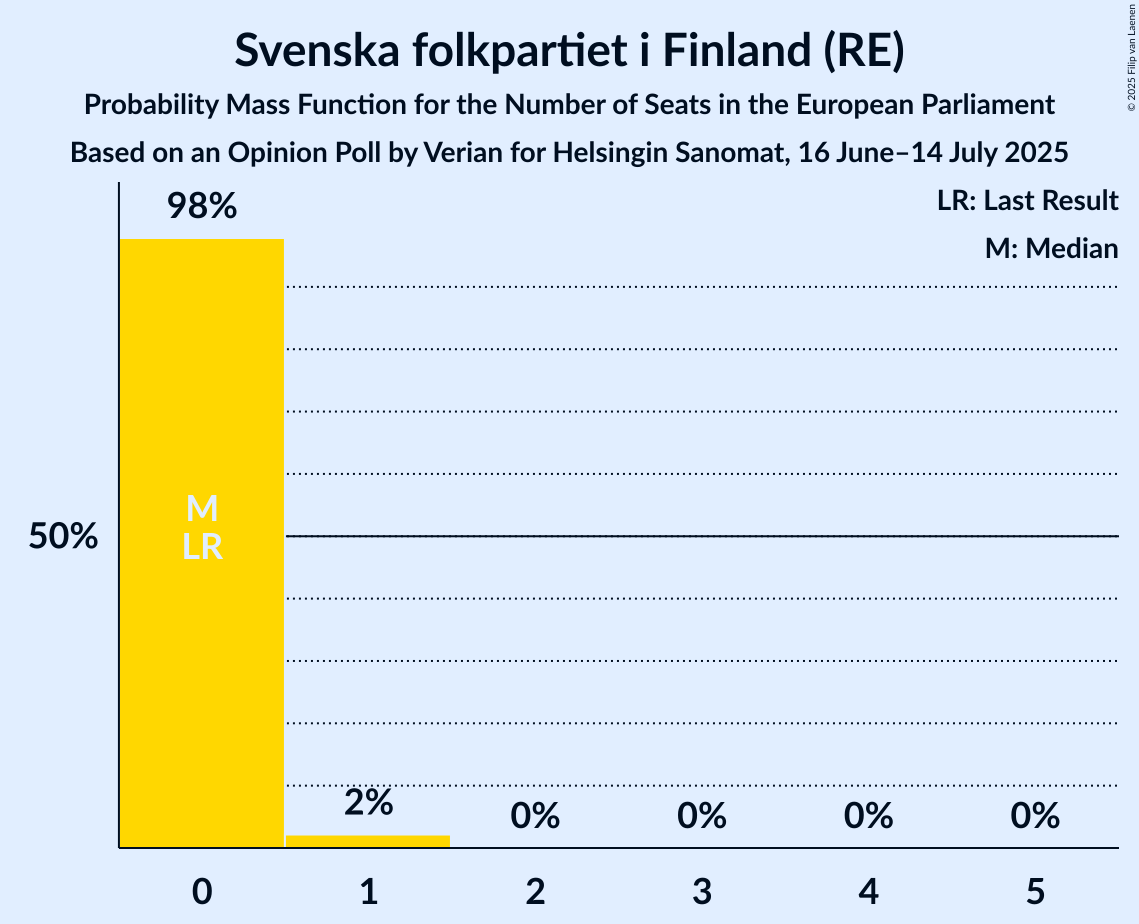 Svenska folkpartiet i Finland (RE)
Probability Mass Function for the Number of Seats in the European Parliament
Based on an Opinion Poll by Verian for Helsingin Sanomat, 16 June–14 July 2025
© 2025 Filip van Laenen
LR: Last Result
M: Median
98%
M
LR
50%
2%
0%
0%
0%
0%
0
1
2
3
4
5